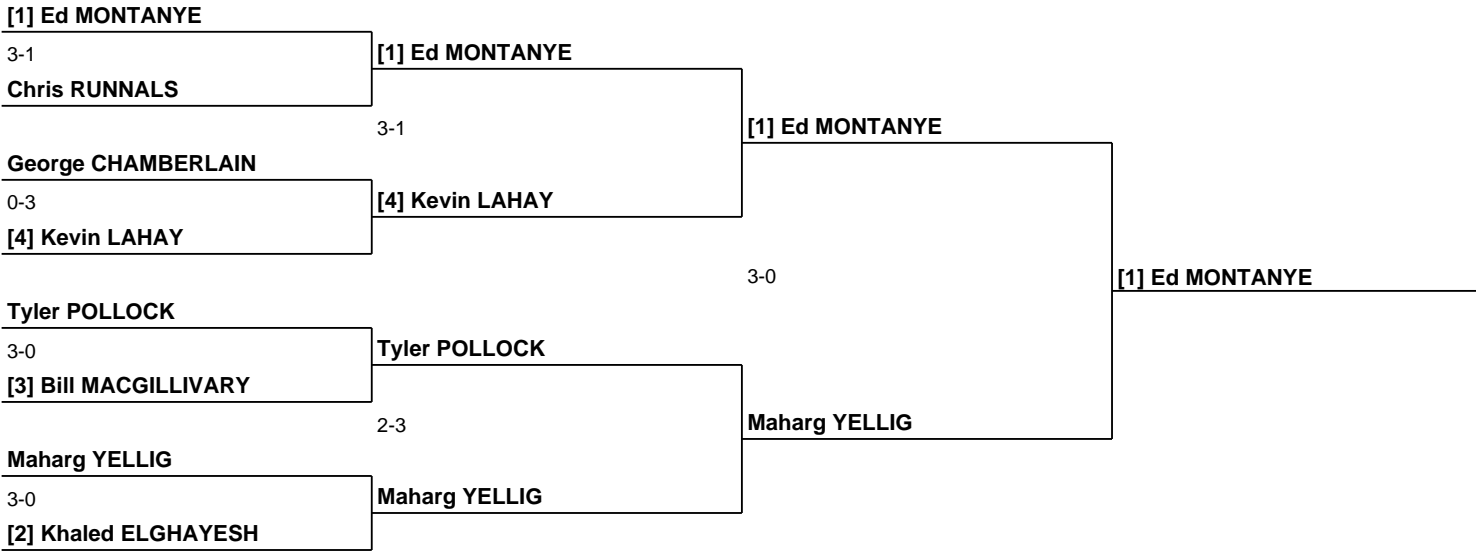 [1] Ed MONTANYE
3-1
[1] Ed MONTANYE
Chris RUNNALS
3-1
[1] Ed MONTANYE
George CHAMBERLAIN
0-3
[4] Kevin LAHAY
[4] Kevin LAHAY
3-0
[1] Ed MONTANYE
Tyler POLLOCK
3-0
Tyler POLLOCK
[3] Bill MACGILLIVARY
2-3
Maharg YELLIG
Maharg YELLIG
3-0
Maharg YELLIG
[2] Khaled ELGHAYESH